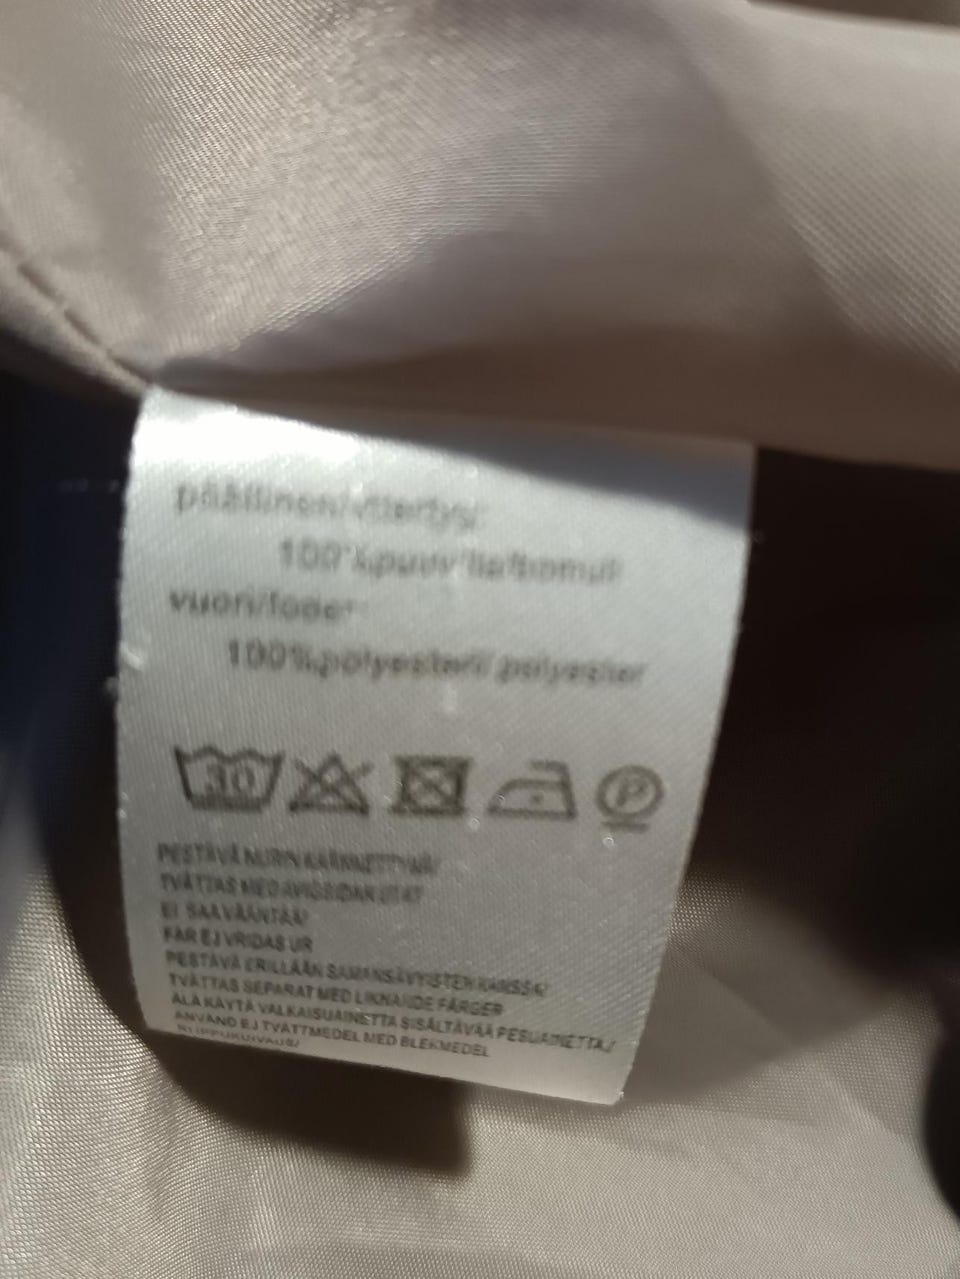 päällinen/yttertyg:
100%puuvilla/bomull
vuori/foder:
100%polyesteri/ polyester
30
P
PESTÄVÄ NURIN KÄÄNNETTYNÄ/
TVÄTTAS MED AVIGSIDAN UTÅT
EI SAA VÄÄNTÄÄ/
FÅR EJ VRIDAS UR
PESTÄVÄ ERILLÄÄN SAMANSÄVYISTEN KANSSA/
TVÄTTAS SEPARAT MED LIKNANDE FÄRGER
ÄLÄ KÄYTÄ VALKAISUAINETTA SISÄLTÄVÄÄ PESUAINETTA/
ANVÄND EJ TVÄTTMEDEL MED BLEKMEDEL
RIIPPUKUIVAUS/